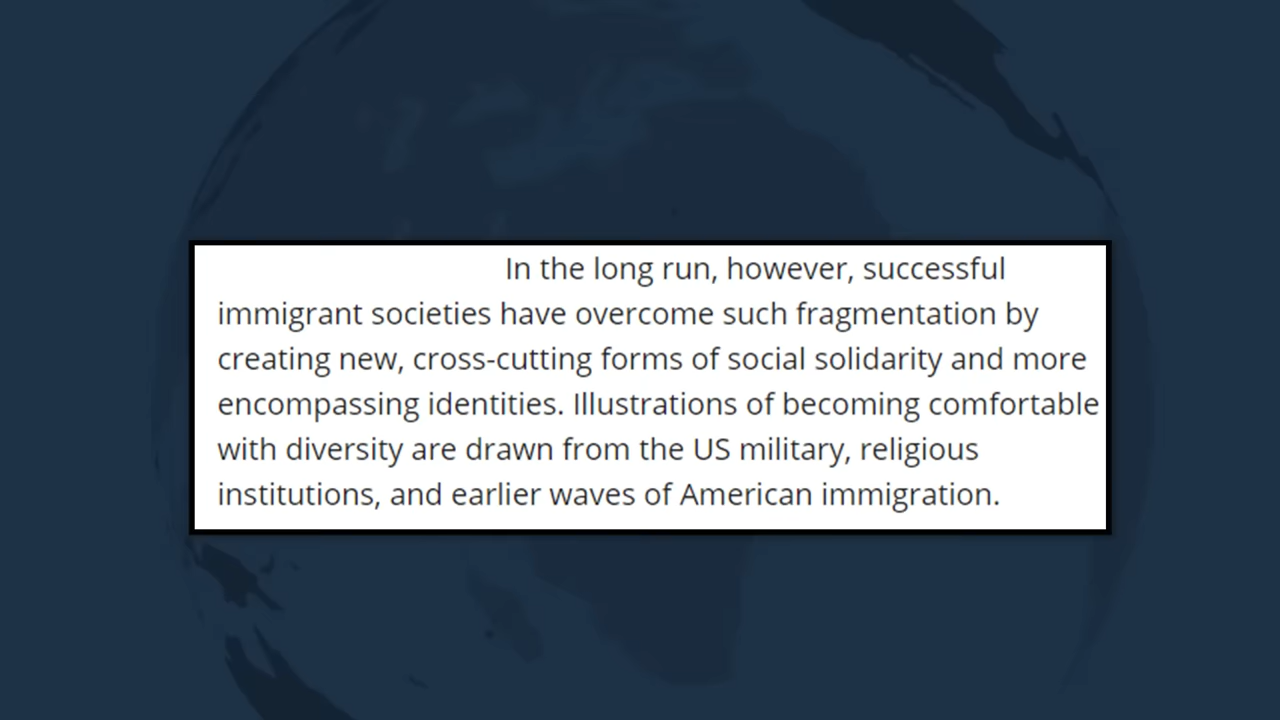 In the long run, however, successful
immigrant societies have overcome such fragmentation by
creating new, cross-cutting forms of social solidarity and more
encompassing identities. Illustrations of becoming comfortable
with diversity are drawn from the US military, religious
institutions, and earlier waves of American immigration.